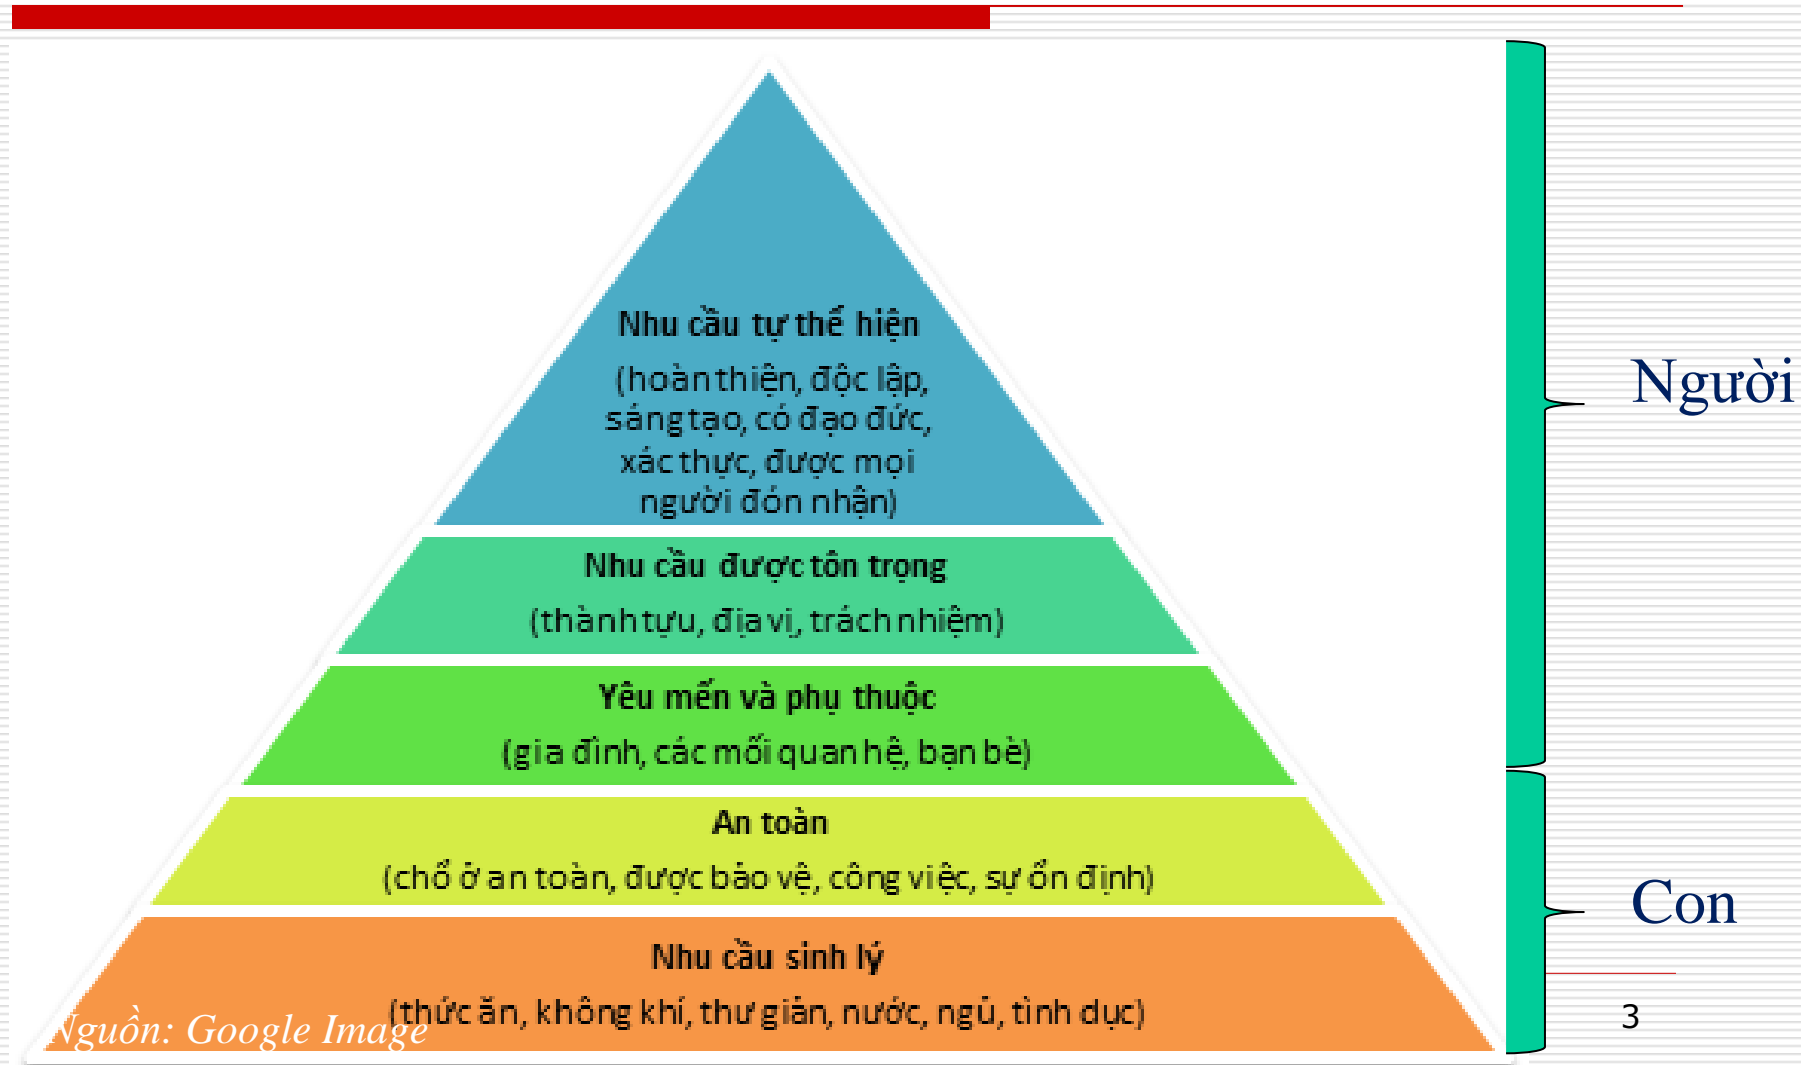 Nhu cầu tự thể hiện
(hoàn thiện, độc lập,
sáng tạo, có đạo đức,
xác thực, được mọi
người đón nhận)
Nhu cầu được tôn trọng
(thành tựu, địa vị, trách nhiệm)
Yêu mến và phụ thuộc
(gia đình, các mối quan hệ, bạn bè)
An toàn
(chổ ở an toàn, được bảo vệ, công việc, sự ổn định)
Nhu cầu sinh lý
(thức ăn, không khí, thư giản, nước, ngủ, tình dục)
Nguồn: Google Image
Người
Con
3